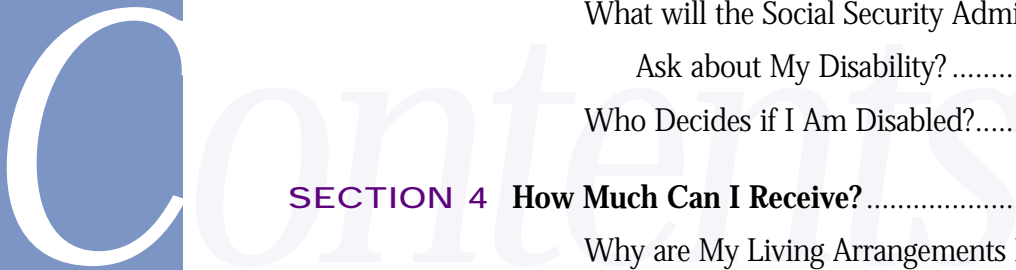 Contents
What will the Social Security
Ask about My Disability?........
Who Decides if I Am Disabled?.....
SECTION 4 How Much Can I Receive?...................
Why are My Living Arrangements